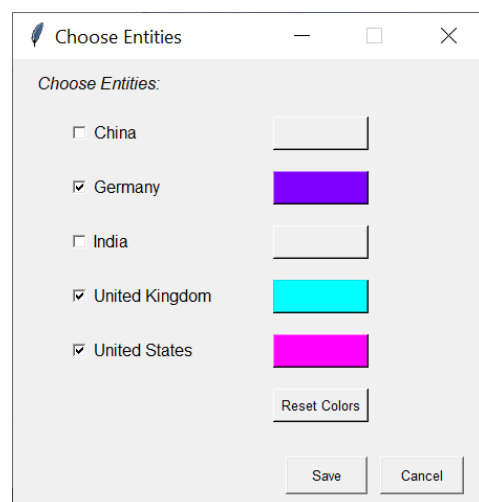 Choose Entities
Choose Entities:
China
Germany
India
United Kingdom
United States
Reset Colors
Save Cancel